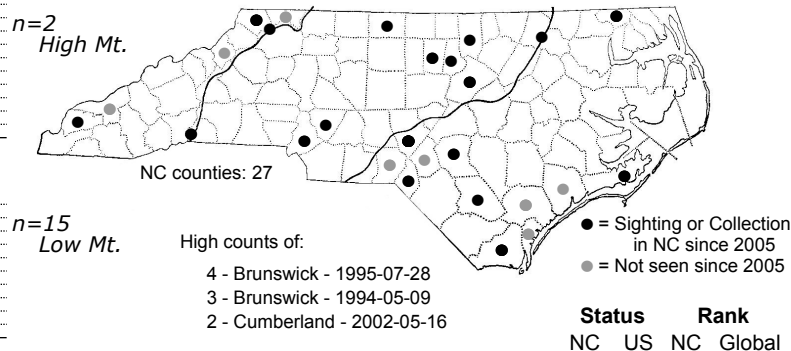 n=2
High Mt.
NC counties: 27
n=15
Low Mt.
High counts of:
4 - Brunswick - 1995-07-28
3 - Brunswick - 1994-05-09
2 - Cumberland - 2002-05-16
= Sighting or Collection
in NC since 2005
= Not seen since 2005
Status Rank
NC US NC Global